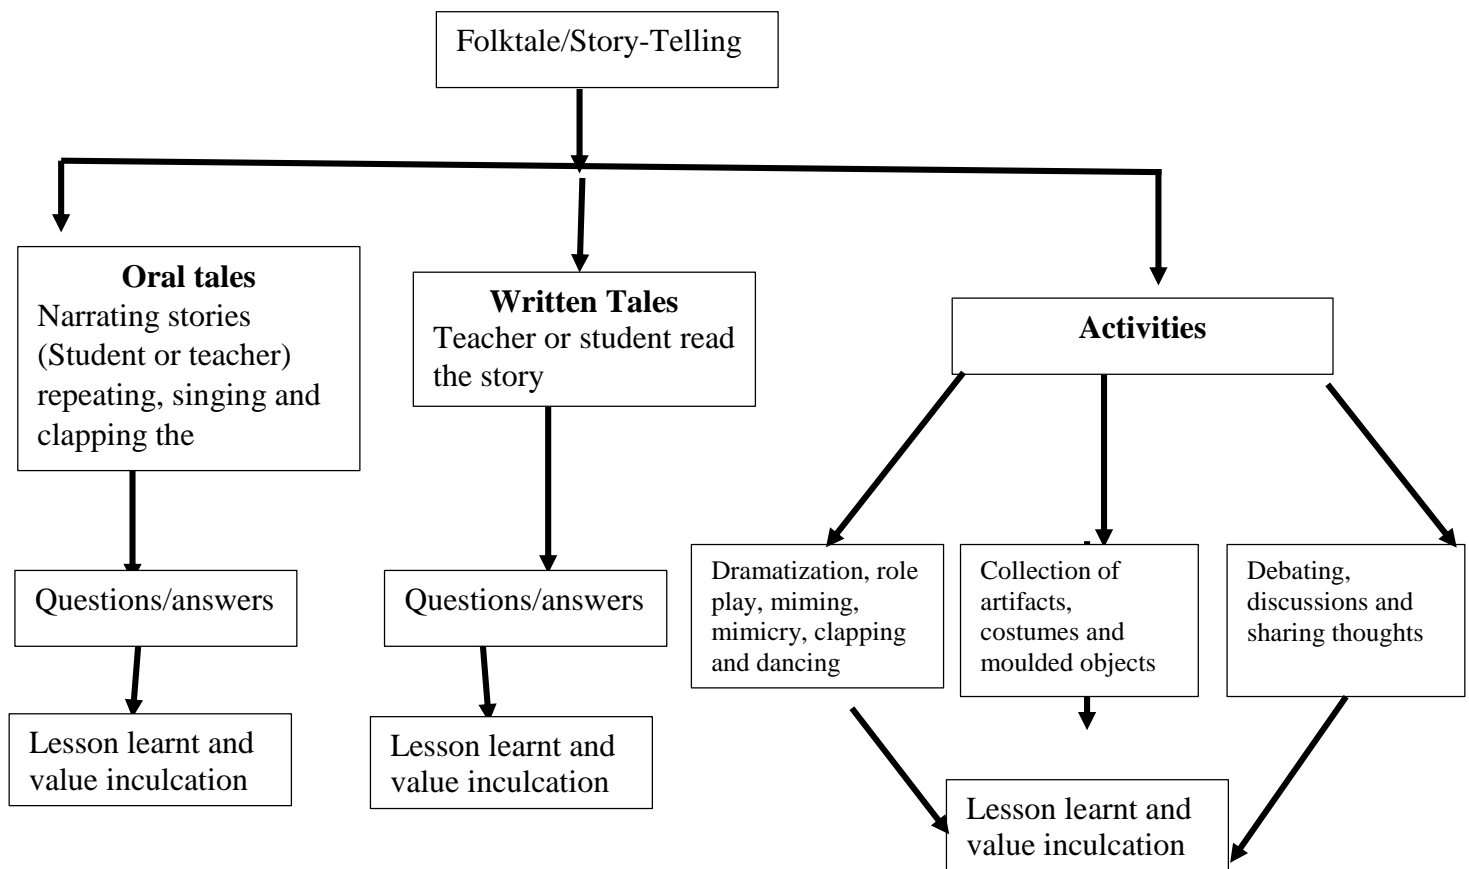 Folktale/Story-Telling
Oral tales
Narrating stories
(Student or teacher)
repeating, singing and
clapping the
Written Tales
Teacher or student read
the story
Activities
Questions/answers
Questions/answers
Dramatization, role
play, miming,
mimicry, clapping
and dancing
Collection of
artifacts,
costumes and
moulded objects
Debating,
discussions and
sharing thoughts
Lesson learnt and
value inculcation
Lesson learnt and
value inculcation
Lesson learnt and
value inculcation